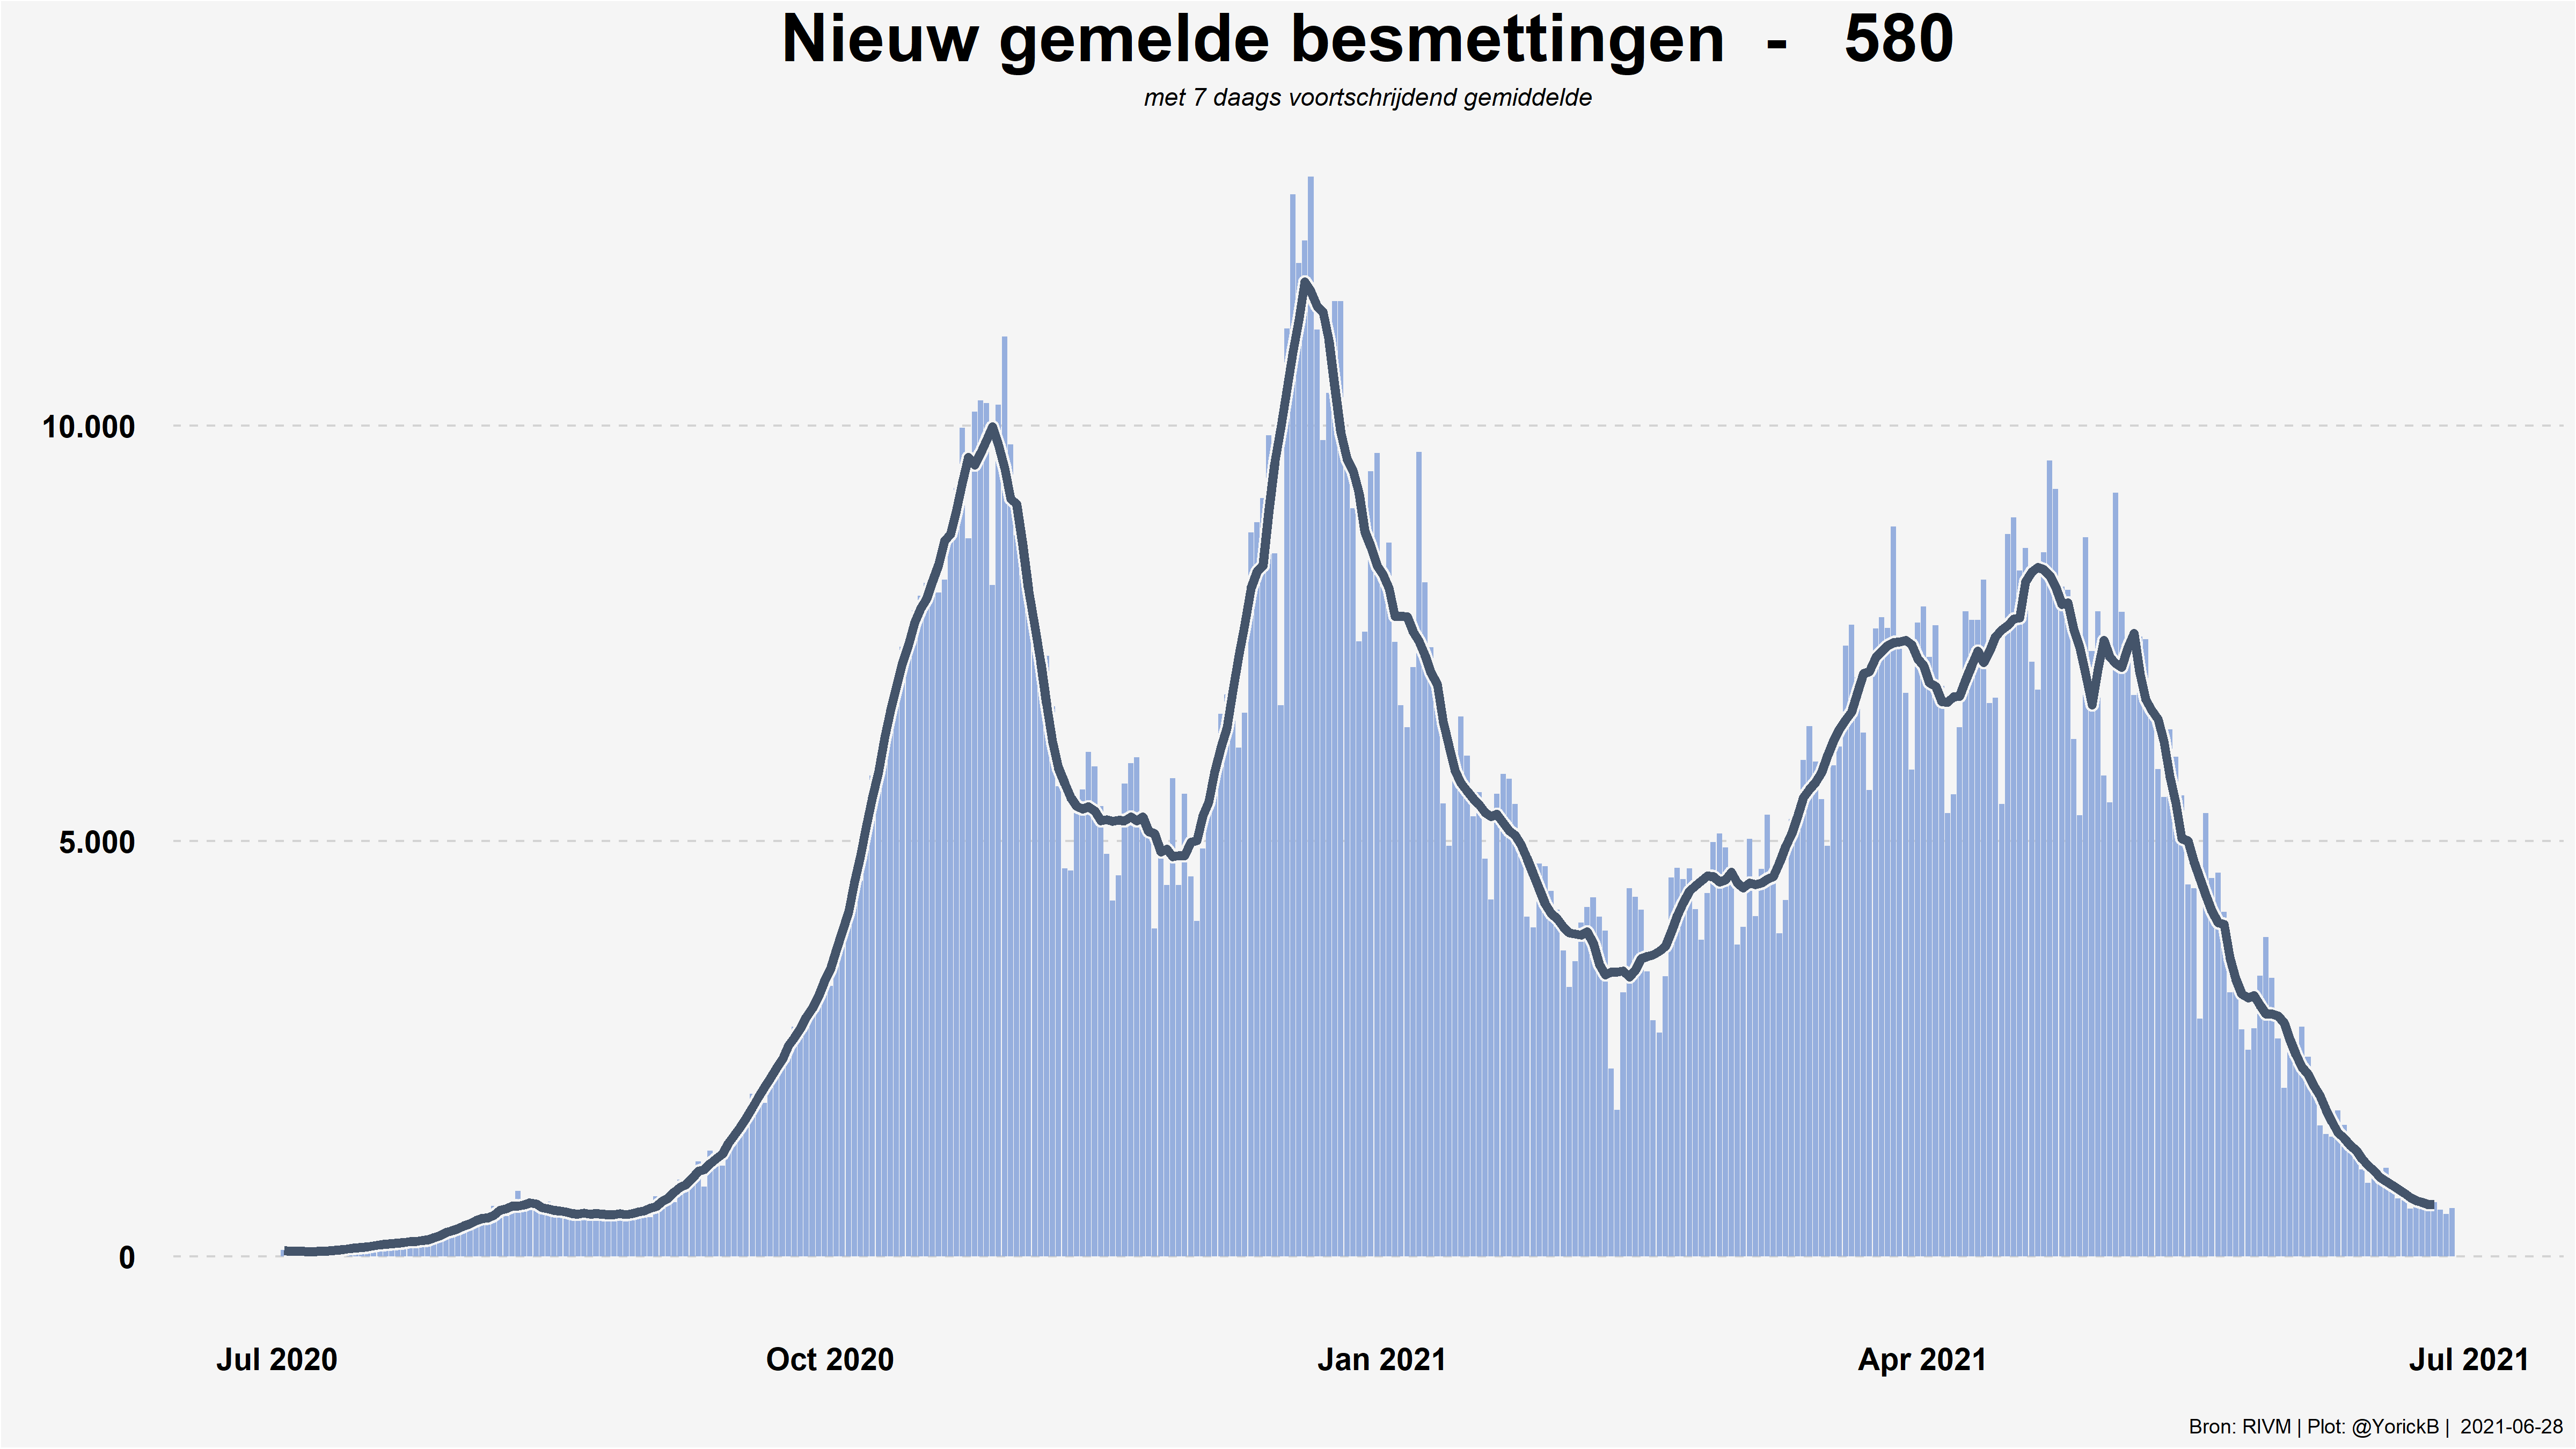 Nieuw gemelde besmettingen - 580
met 7 daags voortschrijdend gemiddelde
10.000
5.000
0
Jul 2020 Oct 2020 Jan 2021 Apr 2021 Jul 2021
Bron: RIVM | Plot: @YorickB | 2021-06-28